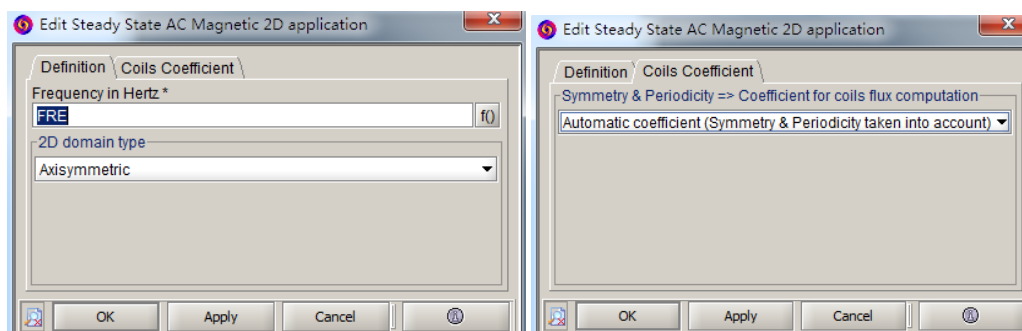 Edit Steady State AC Magnetic 2D application
Definition Coils Coefficient
Frequency in Hertz *
FRE f()
2D domain type
Axisymmetric
OK Apply Cancel
Edit Steady State AC Magnetic 2D application
Definition Coils Coefficient
Symmetry & Periodicity => Coefficient for coils flux computation
Automatic coefficient (Symmetry & Periodicity taken into account)
OK Apply Cancel